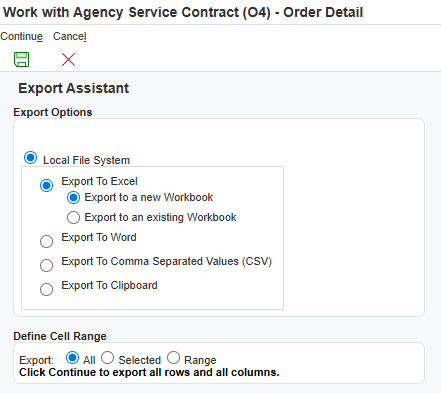 Work with Agency Service Contract (O4) - Order Detail
Continue Cancel
Export Assistant
Export Options
Local File System
Export To Excel
Export to a new Workbook
Export to an existing Workbook
Export To Word
Export To Comma Separated Values (CSV)
Export To Clipboard
Define Cell Range
Export: All Selected Range
Click Continue to export all rows and all columns.